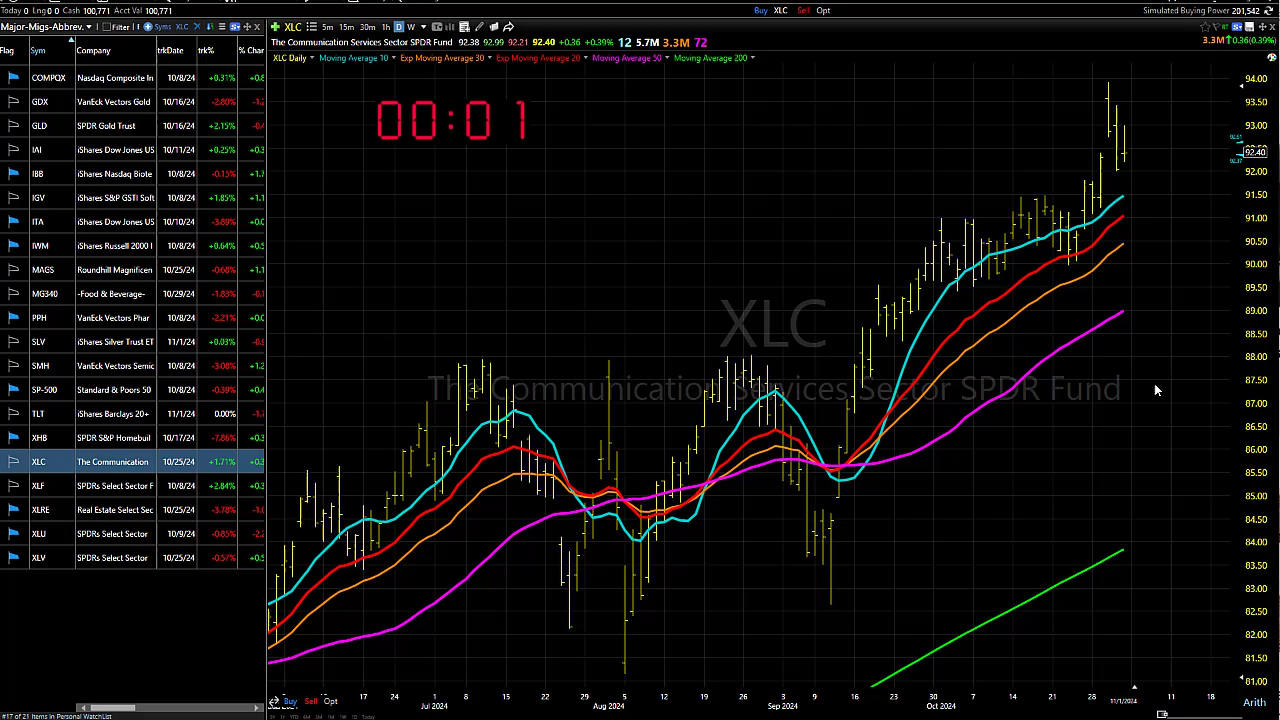 Today 0 Lng0 0 Cash 100,771 Acct Val 100,771 Buy XLC Sell Opt Simulated Buying Power 201,542
Major-Migs-Abbrev. Filter Syms XLC XLC 5m 15m 30m 1h D W
Flag Sym Company trkDate trk% % Chan
The Communication Services Sector SPDR Fund 92.38 92.99 92.21 92.40 +0.36 +0.39% 12 5.7M 3.3M 72 3.3M 0.36(0.39%)
XLC Daily Moving Average 10 Exp Moving Average 30 Exp Moving Average 20 Moving Average 50 Moving Average 200
COMPQX Nasdaq Composite In 10/8/24 +0.31%
GDX VanEck Vectors Gold 10/16/24 -2.80%
GLD SPDR Gold Trust 10/16/24 +2.15%
IAI iShares Dow Jones US 10/11/24 +0.25%
IBB iShares Nasdaq Biote 10/8/24 -0.15%
IGV iShares S&P GSTI Soft 10/8/24 +1.85%
ITA iShares Dow Jones US 10/10/24 -3.89%
IWM iShares Russell 2000 I 10/8/24 +0.64%
MAGS Roundhill Magnificen 10/25/24 -0.68%
MG340 -Food & Beverage- 10/29/24 -1.83%
PPH VanEck Vectors Phar 10/8/24 -2.21%
SLV iShares Silver Trust ET 11/1/24 +0.03%
SMH VanEck Vectors Semic 10/8/24 -3.08%
SP-500 Standard & Poors 50 10/8/24 -0.39%
TLT iShares Barclays 20+ 11/1/24 0.00%
XHB SPDR S&P Homebuil 10/17/24 -7.86%
XLC The Communication 10/25/24 +1.71%
XLF SPDRs Select Sector F 10/8/24 +2.84%
XLRE Real Estate Select Sec 10/25/24 -3.78%
XLU SPDRs Select Sector 10/9/24 -0.85%
XLV SPDRs Select Sector 10/25/24 -0.57%
00:01
XLC
The Communication Services Sector SPDR Fund
94.00
93.50
93.00
92.51
92.40
92.37
92.00
91.50
91.00
90.50
90.00
89.50
89.00
88.50
88.00
87.50
87.00
86.50
86.00
85.50
85.00
84.50
84.00
83.50
83.00
82.50
82.00
81.50
81.00
17 24 1 8 15 22 29 5 12 19 26 3 9 16 23 30 7 14 21 28 11 18
Buy Sell Opt Jul 2024 Aug 2024 Sep 2024 Oct 2024 11/1/2024 Arith
#17 of 21 Items in Personal WatchList